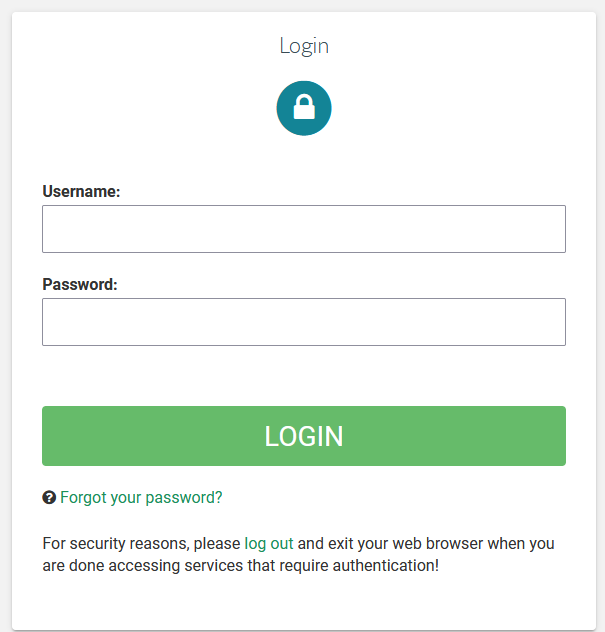 Login
Username:
Password:
LOGIN
Forgot your password?
For security reasons, please log out and exit your web browser when you
are done accessing services that require authentication!